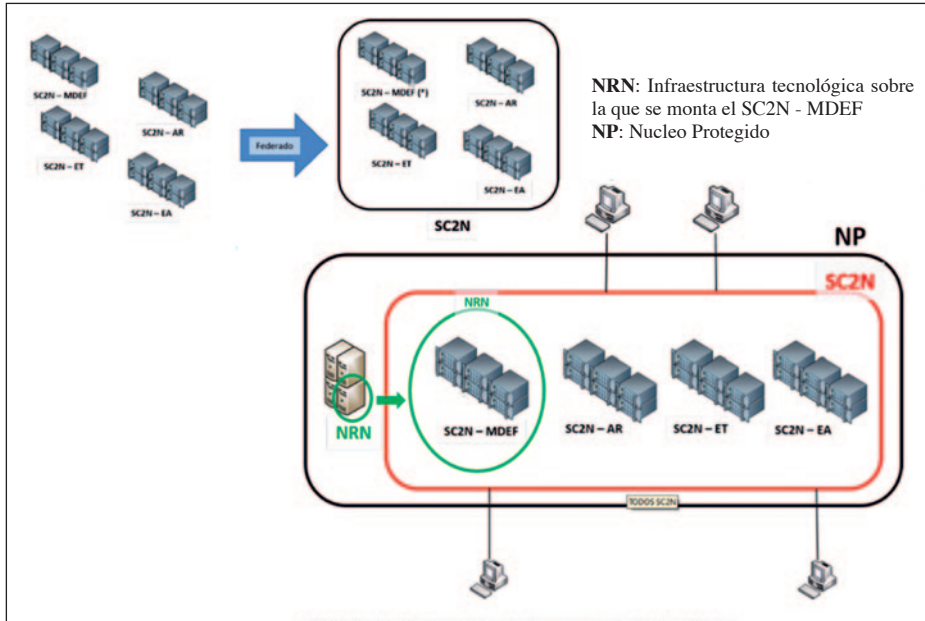 SC2N – MDEF
SC2N – AR
SC2N – ET
SC2N – EA
Federado
SC2N – MDEF (*)
SC2N – AR
SC2N – ET
SC2N – EA
SC2N
NRN: Infraestructura tecnológica sobre
la que se monta el SC2N - MDEF
NP: Nucleo Protegido
NP
SC2N
NRN
NRN
SC2N – MDEF
SC2N – AR
SC2N – ET
SC2N – EA
TODOS SC2N